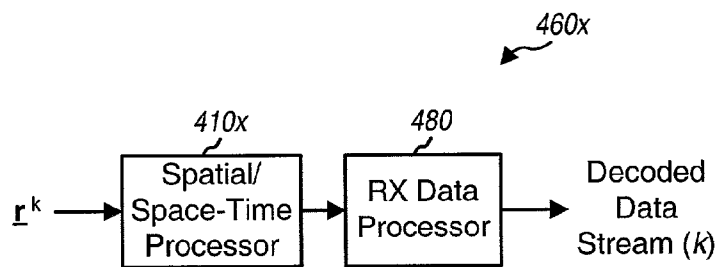 460x
410x
480
r k
Spatial/
Space-Time
Processor
RX Data
Processor
Decoded
Data
Stream (k)